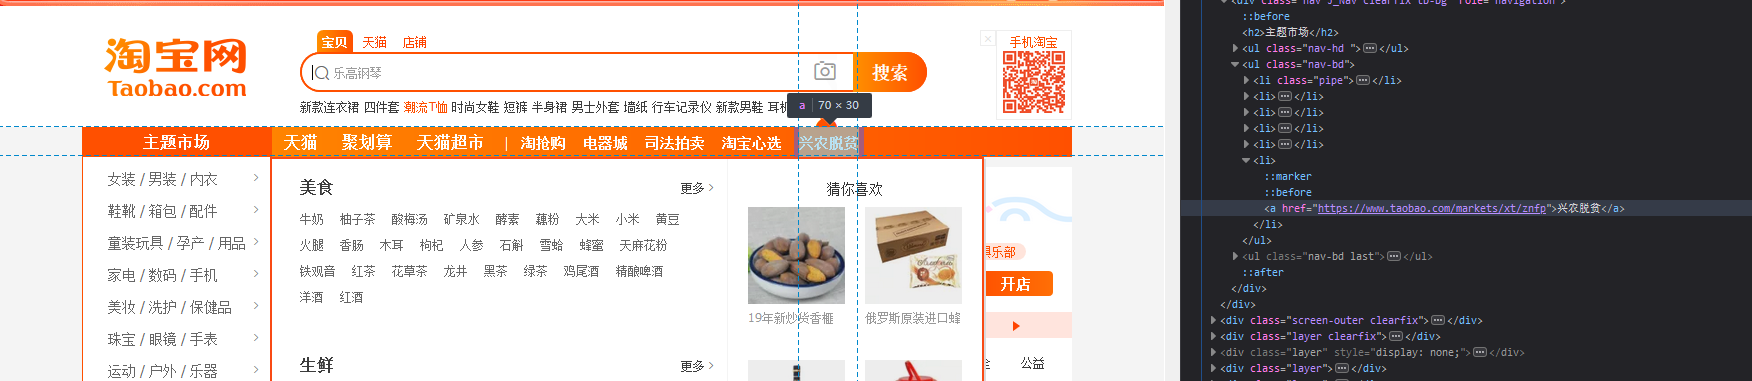 淘宝网
Taobao.com
宝贝 天猫 店铺
乐高钢琴
搜索
手机淘宝
新款连衣裙 四件套 潮流T恤 时尚女鞋 短裤 半身裙 男士外套 墙纸 行车记录仪 新款男鞋 耳机
a 70 × 30
主题市场 天猫 聚划算 天猫超市 | 淘抢购 电器城 司法拍卖 淘宝心选 兴农脱贫
女装 / 男装 / 内衣 >
鞋靴 / 箱包 / 配件 >
童装玩具 / 孕产 / 用品 >
家电 / 数码 / 手机 >
美妆 / 洗护 / 保健品 >
珠宝 / 眼镜 / 手表 >
运动 / 户外 / 乐器 >
美食 更多 >
牛奶 柚子茶 酸梅汤 矿泉水 酵素 藕粉 大米 小米 黄豆
火腿 香肠 木耳 枸杞 人参 石斛 雪蛤 蜂蜜 天麻花粉
铁观音 红茶 花草茶 龙井 黑茶 绿茶 鸡尾酒 精酿啤酒
洋酒 红酒
生鲜 更多 >
猜你喜欢
19年新炒货香榧
俄罗斯原装进口蜂
俱乐部
开店
公益
<div class="nav J_Nav clearfix tb-bg" role="navigation">
::before
<h2>主题市场</h2>
<ul class="nav-hd ">⋯</ul>
<ul class="nav-bd">
<li class="pipe">⋯</li>
<li>⋯</li>
<li>⋯</li>
<li>⋯</li>
<li>⋯</li>
<li>
::marker
::before
<a href="https://www.taobao.com/markets/xt/znfp">兴农脱贫</a>
</li>
</ul>
<ul class="nav-bd last">⋯</ul>
::after
</div>
</div>
<div class="screen-outer clearfix">⋯</div>
<div class="layer clearfix">⋯</div>
<div class="layer" style="display: none;">⋯</div>
<div class="layer">⋯</div>